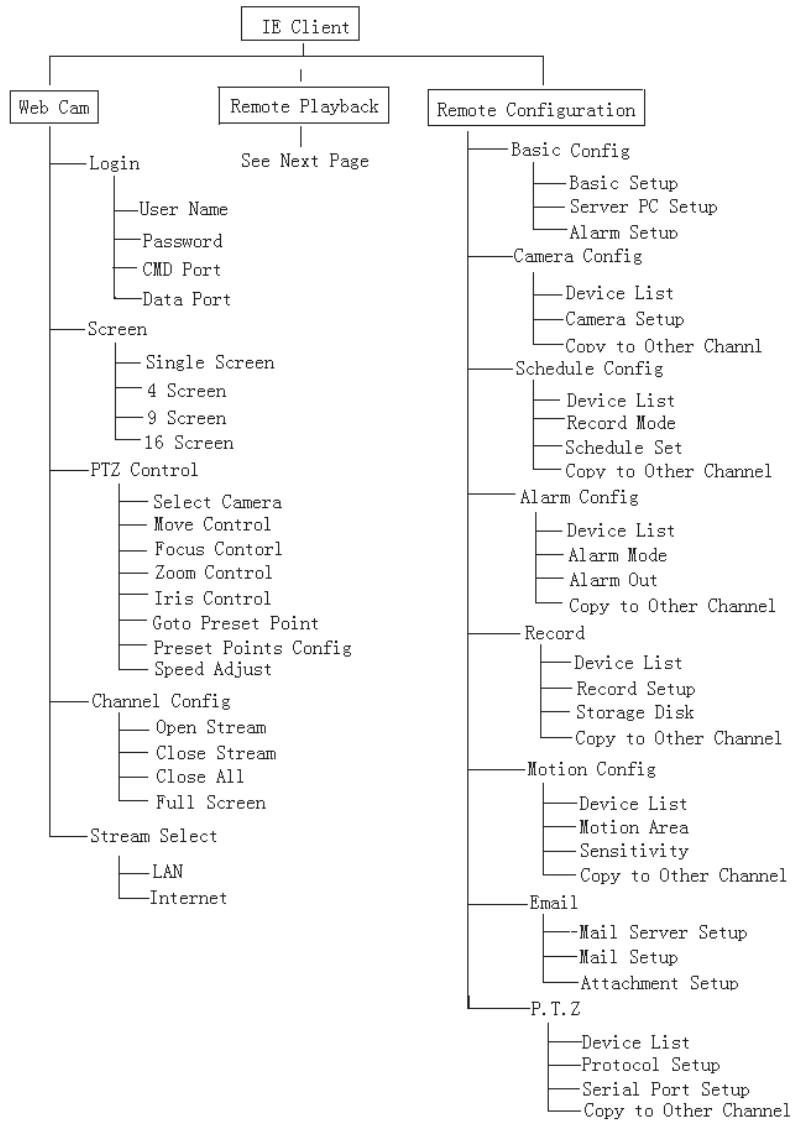 IE Client
Web Cam
Login
User Name
Password
CMD Port
Data Port
Screen
Single Screen
4 Screen
9 Screen
16 Screen
PTZ Control
Select Camera
Move Control
Focus Contorl
Zoom Control
Iris Control
Goto Preset Point
Preset Points Config
Speed Adjust
Channel Config
Open Stream
Close Stream
Close All
Full Screen
Stream Select
LAN
Internet
Remote Playback
See Next Page
Remote Configuration
Basic Config
Basic Setup
Server PC Setup
Alarm Setup
Camera Config
Device List
Camera Setup
Copy to Other Channl
Schedule Config
Device List
Record Mode
Schedule Set
Copy to Other Channel
Alarm Config
Device List
Alarm Mode
Alarm Out
Copy to Other Channel
Record
Device List
Record Setup
Storage Disk
Copy to Other Channel
Motion Config
Device List
Motion Area
Sensitivity
Copy to Other Channel
Email
Mail Server Setup
Mail Setup
Attachment Setup
P.T.Z
Device List
Protocol Setup
Serial Port Setup
Copy to Other Channel